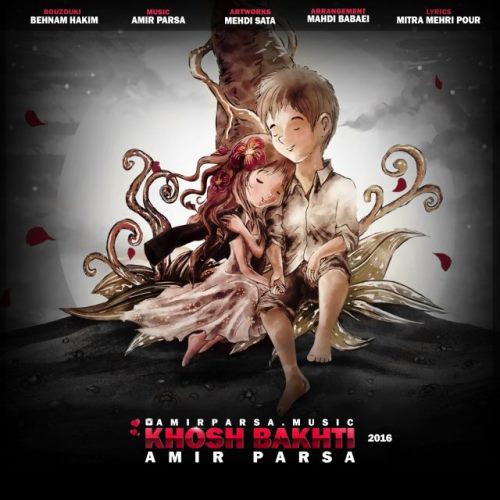 BOUZOUKI
BEHNAM HAKIM
MUSIC
AMIR PARSA
ARTWORKS
MEHDI SATA
ARRANGEMENT
MAHDI BABAEI
LYRICS
MITRA MEHRI POUR
AMIRPARSA.MUSIC
KHOSH BAKHTI 2016
AMIR PARSA